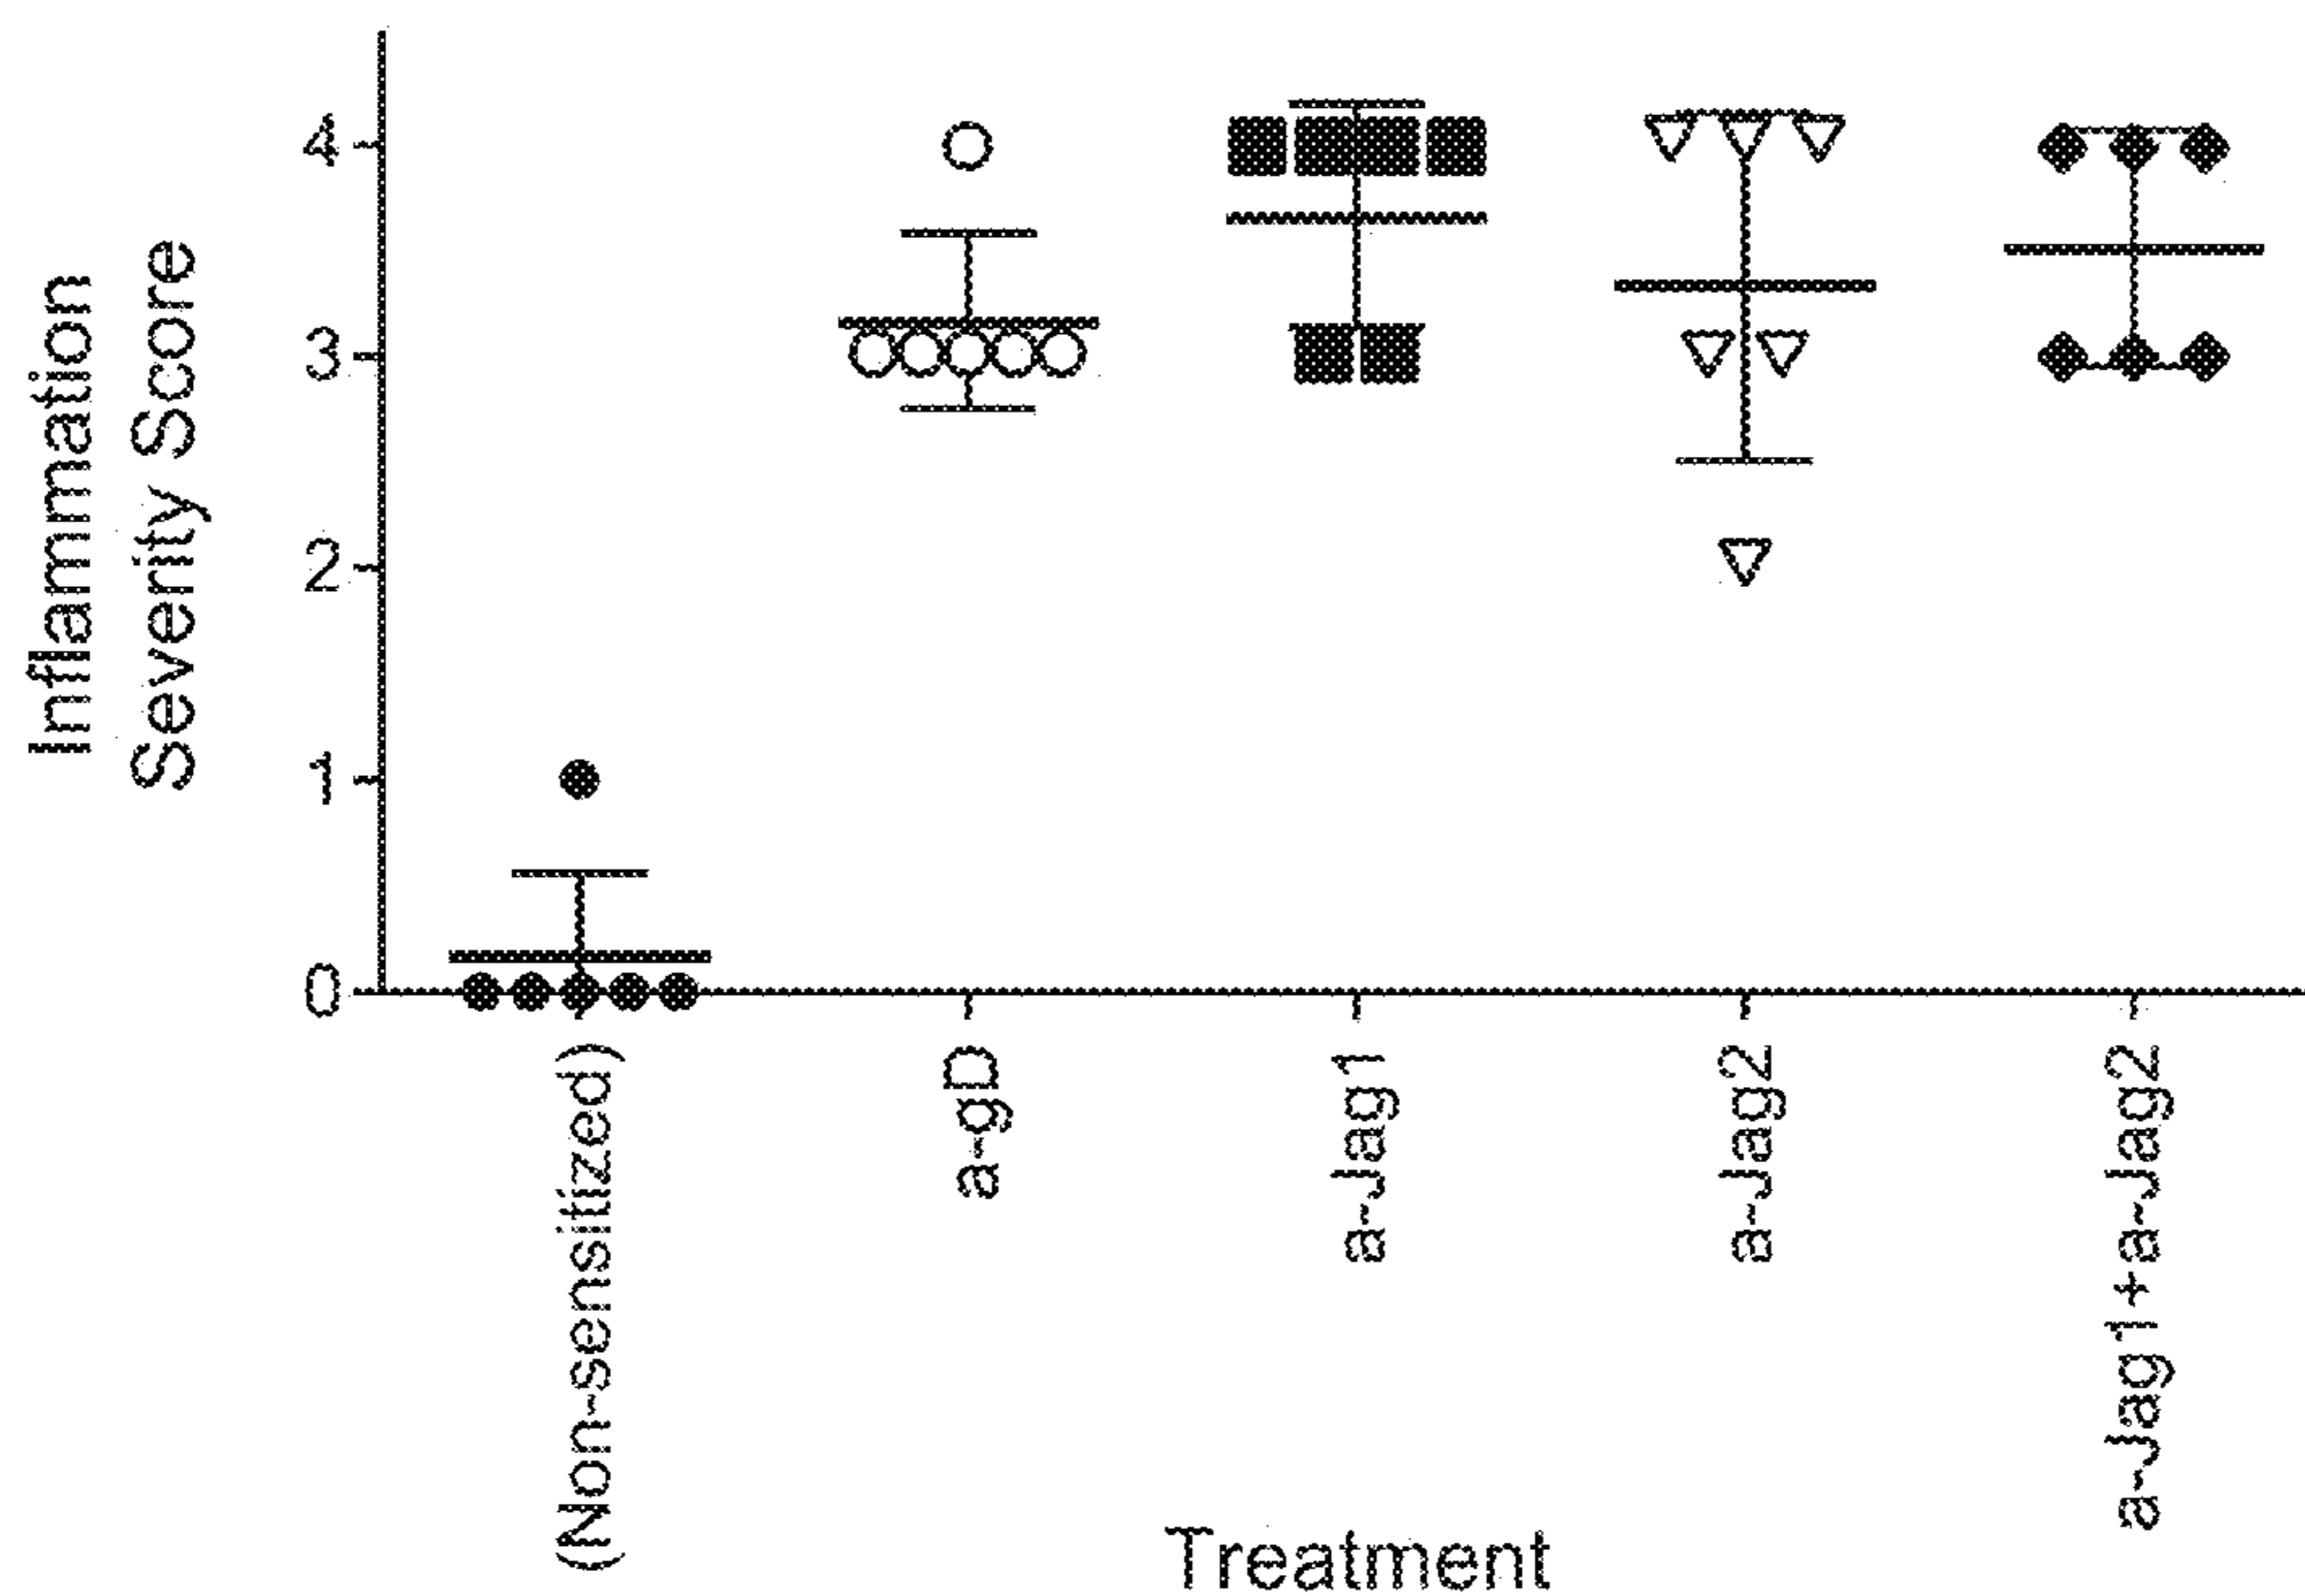 Inflammation
Severity Score
4
3
2
1
0
(Non-sensitized)
a-gD
a-Jag1
a-Jag2
a-Jag1+a-Jag2
Treatment